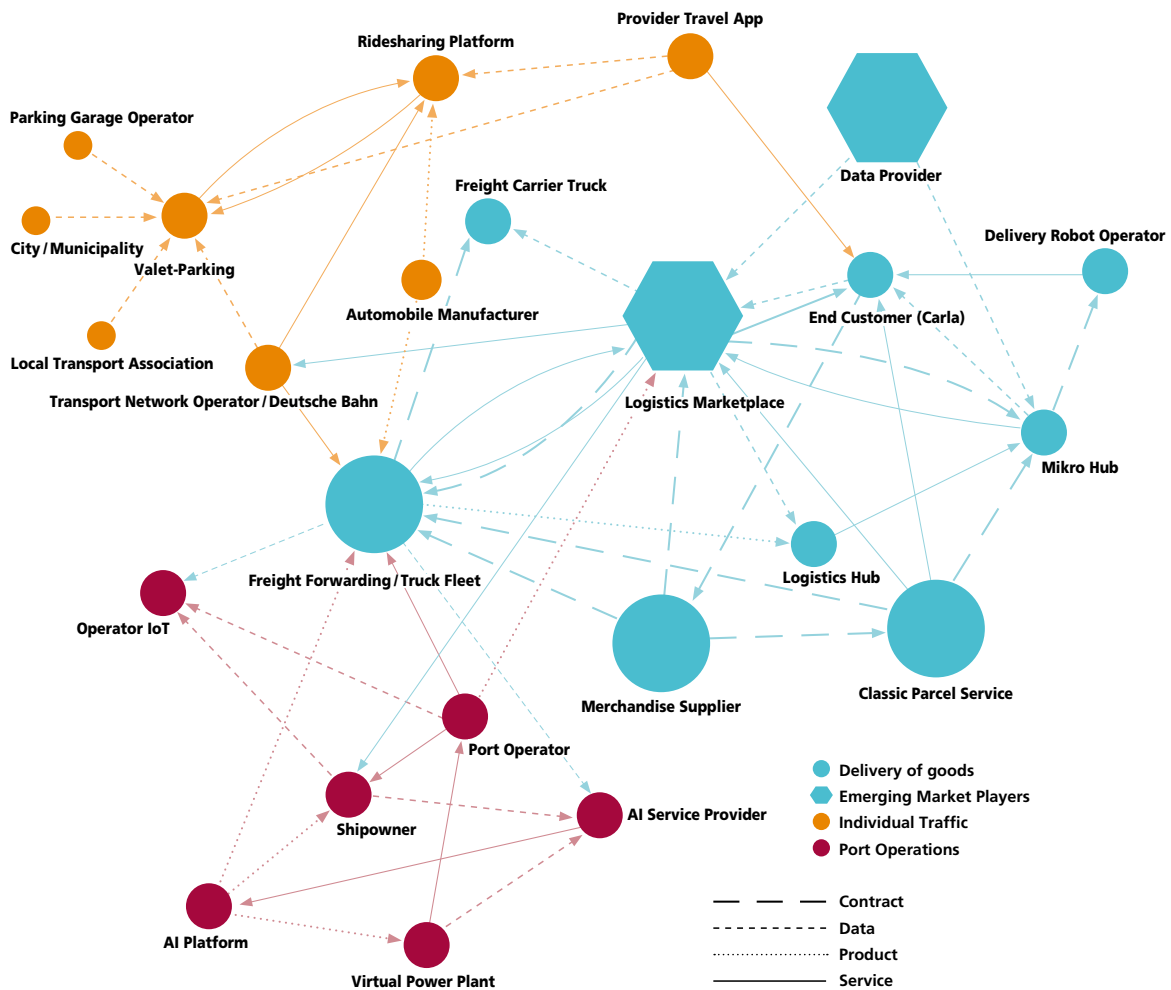 Provider Travel App
Ridesharing Platform
Parking Garage Operator
Data Provider
Freight Carrier Truck
Delivery Robot Operator
City / Municipality
Valet-Parking
Automobile Manufacturer
End Customer (Carla)
Local Transport Association
Transport Network Operator / Deutsche Bahn
Logistics Marketplace
Mikro Hub
Freight Forwarding / Truck Fleet
Logistics Hub
Operator IoT
Classic Parcel Service
Merchandise Supplier
Port Operator
Shipowner
AI Service Provider
AI Platform
Virtual Power Plant
Delivery of goods
Emerging Market Players
Individual Traffic
Port Operations
Contract
Data
Product
Service